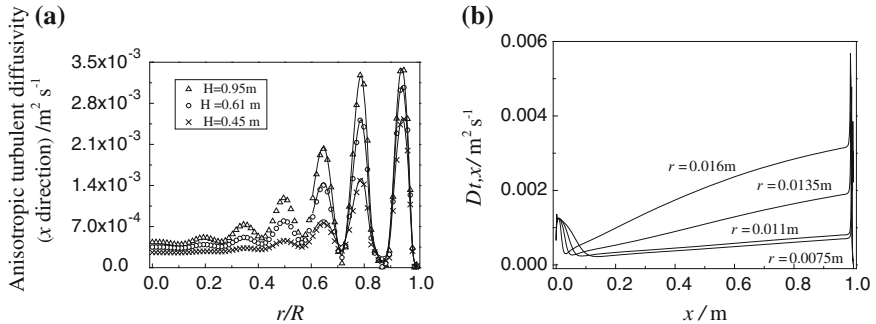 (a)
Anisotropic turbulent diffusivity
(x direction) /m² s⁻¹
3.5x10⁻³
2.8x10⁻³
2.1x10⁻³
1.4x10⁻³
7.0x10⁻⁴
0.0
H=0.95m
H=0.61 m
H=0.45 m
0.0 0.2 0.4 0.6 0.8 1.0
r/R
(b)
Dt,x / m² s⁻¹
0.006
0.004
0.002
0.000
r = 0.016m
r = 0.0135m
r = 0.011m
r = 0.0075m
0.0 0.2 0.4 0.6 0.8 1.0
x / m